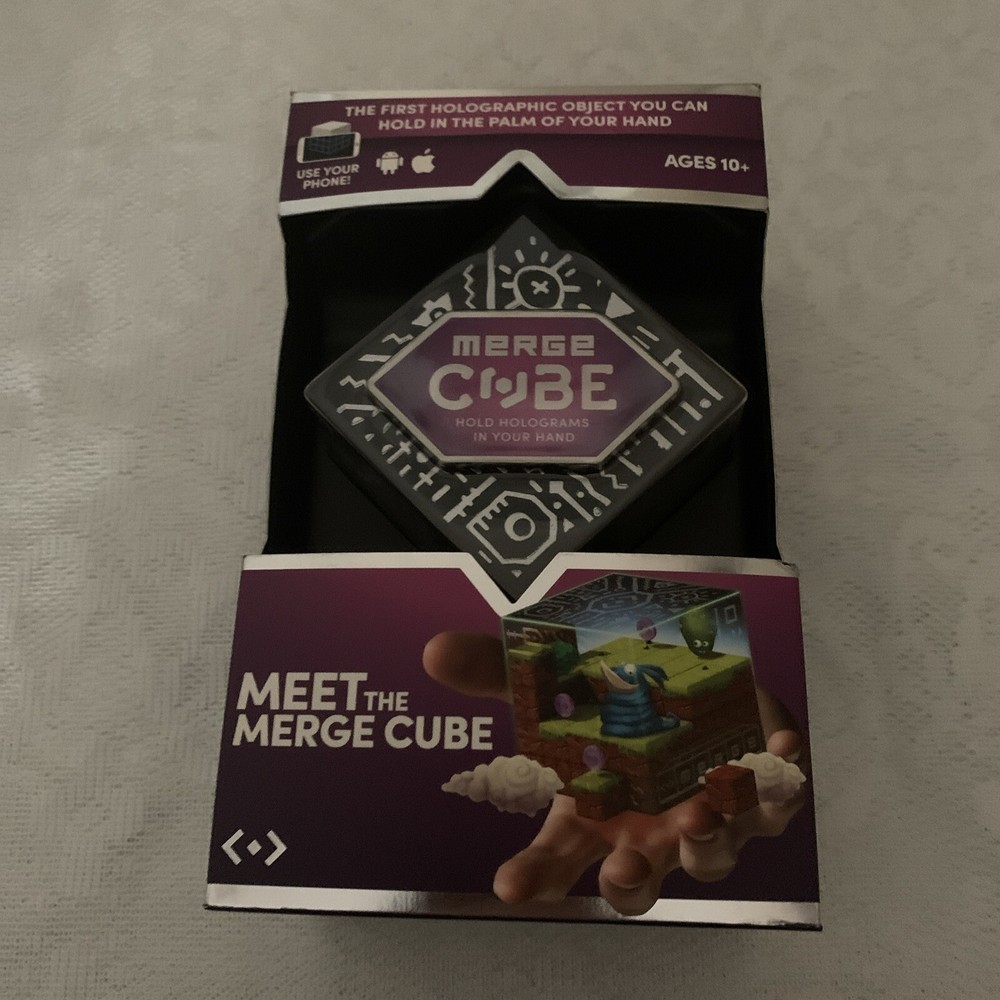 THE FIRST HOLOGRAPHIC OBJECT YOU CAN
HOLD IN THE PALM OF YOUR HAND
USE YOUR
PHONE!
AGES 10+
MERGE
CUBE
HOLD HOLOGRAMS
IN YOUR HAND
MEET THE
MERGE CUBE